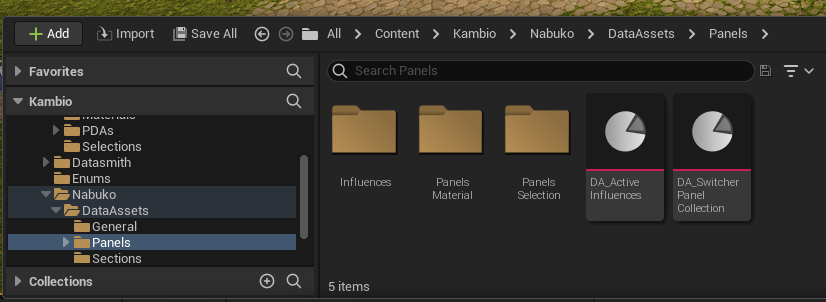 Add Import Save All All Content Kambio Nabuko DataAssets Panels
Favorites
Search Panels
Kambio
Materials
PDAs
Selections
Datasmith
Enums
Nabuko
DataAssets
General
Panels
Sections
Collections
Influences
Panels
Material
Panels
Selection
DA_Active
Influences
DA_Switcher
Panel
Collection
5 items